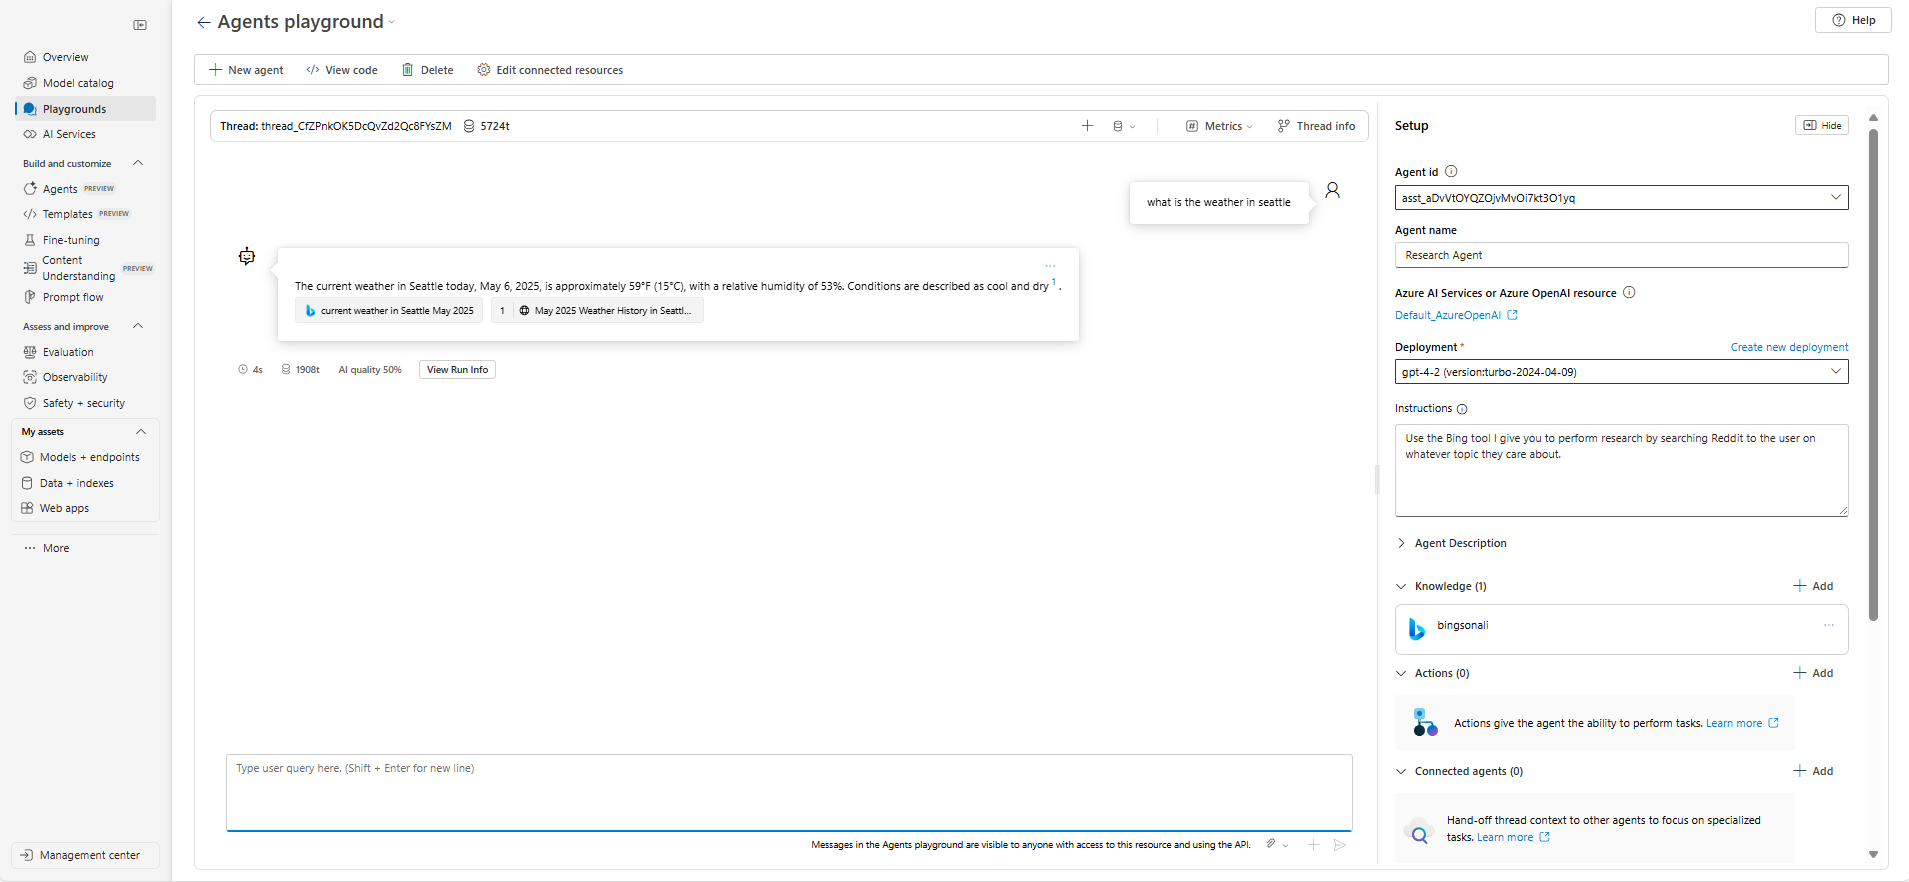 Agents playground
Help
Overview
Model catalog
Playgrounds
AI Services
Build and customize
Agents PREVIEW
Templates PREVIEW
Fine-tuning
Content
Understanding PREVIEW
Prompt flow
Assess and improve
Evaluation
Observability
Safety + security
My assets
Models + endpoints
Data + indexes
Web apps
More
Management center
New agent
View code
Delete
Edit connected resources
Thread: thread_CfZPnkOK5DcQvZd2Qc8FYsZM 5724t
Metrics
Thread info
what is the weather in seattle
The current weather in Seattle today, May 6, 2025, is approximately 59°F (15°C), with a relative humidity of 53%. Conditions are described as cool and dry 1 .
current weather in Seattle May 2025
1 May 2025 Weather History in Seattl...
4s 1908t AI quality 50% View Run Info
Type user query here. (Shift + Enter for new line)
Messages in the Agents playground are visible to anyone with access to this resource and using the API.
Setup
Hide
Agent id
asst_aDvVtOYQZOjvMvOi7kt3O1yq
Agent name
Research Agent
Azure AI Services or Azure OpenAI resource
Default_AzureOpenAI
Deployment * Create new deployment
gpt-4-2 (version:turbo-2024-04-09)
Instructions
Use the Bing tool I give you to perform research by searching Reddit to the user on
whatever topic they care about.
Agent Description
Knowledge (1) Add
bingsonali
Actions (0) Add
Actions give the agent the ability to perform tasks. Learn more
Connected agents (0) Add
Hand-off thread context to other agents to focus on specialized
tasks. Learn more